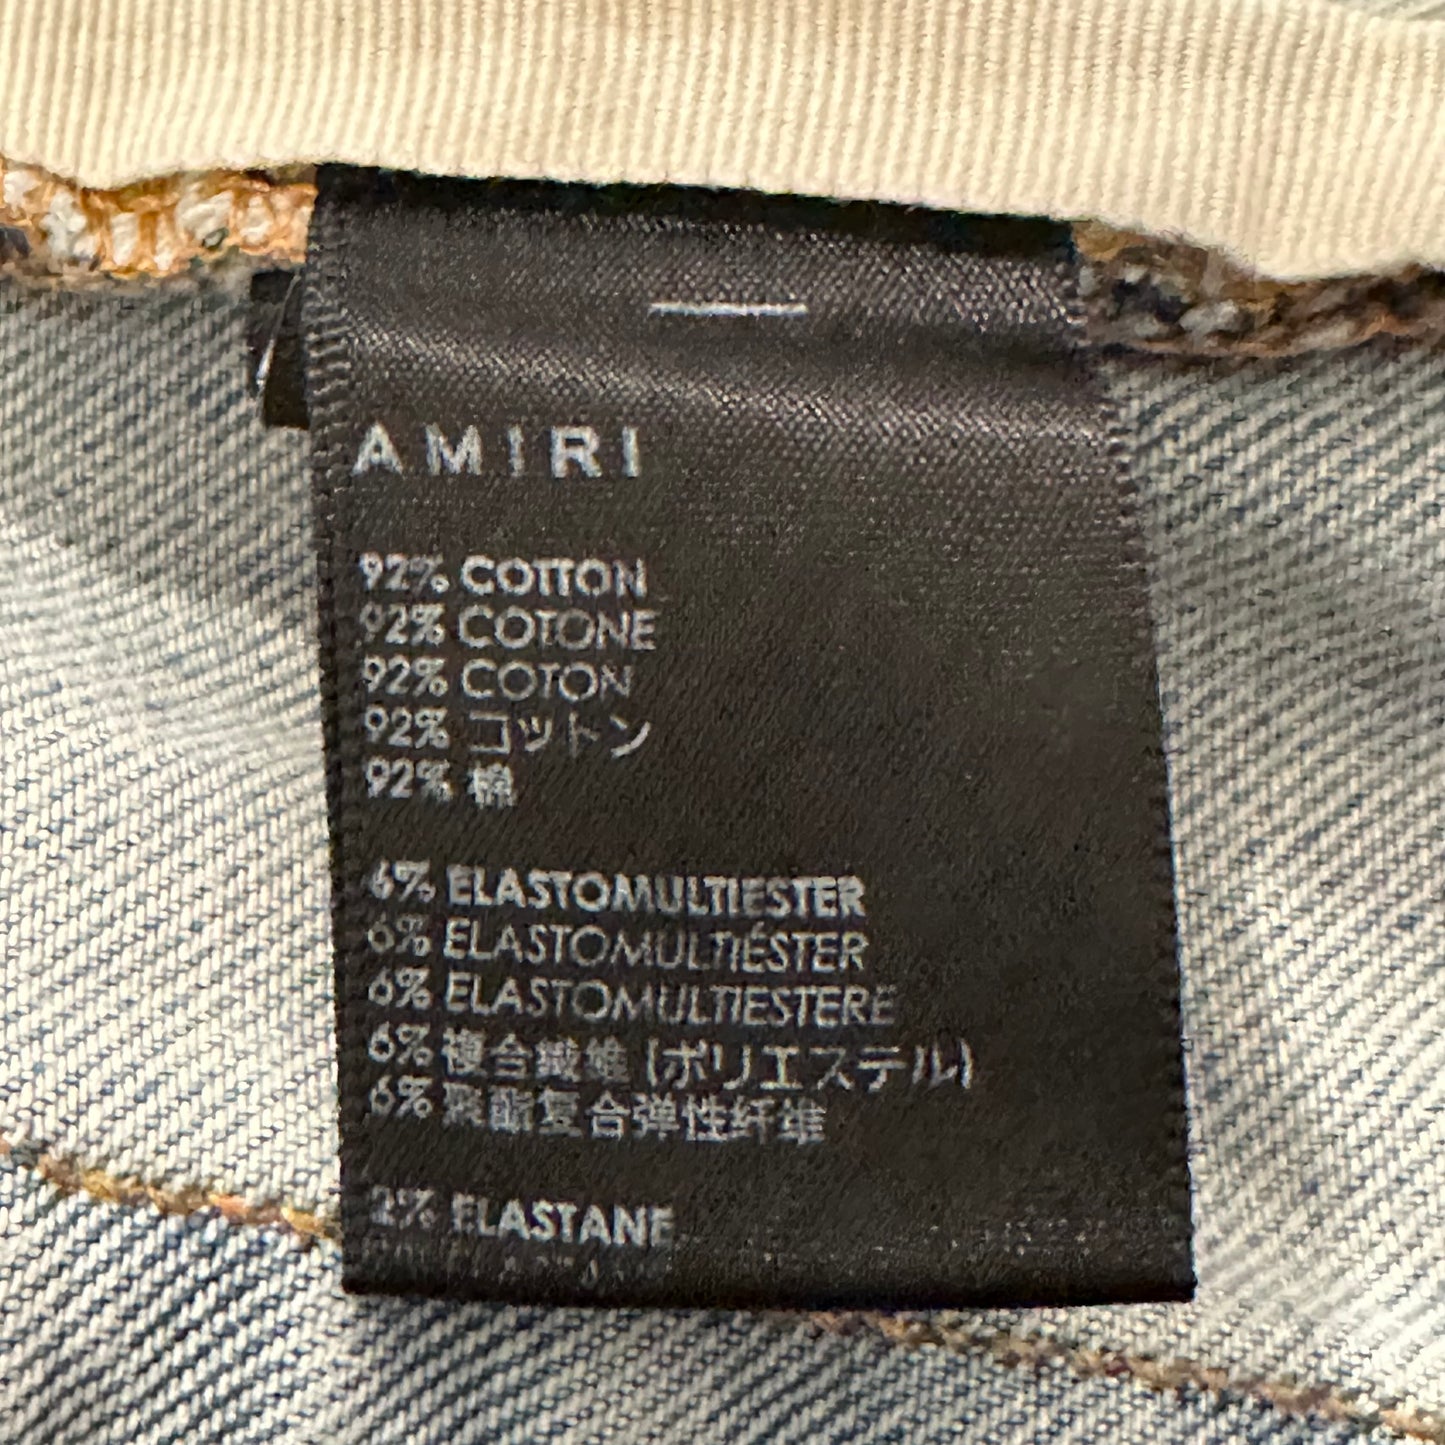 AMIRI
92% COTTON
92% COTONE
92% COTON
92% コットン
92% 棉
6% ELASTOMULTIESTER
6% ELASTOMULTIÉSTER
6% ELASTOMULTIESTERE
6% 複合繊維 (ポリエステル)
6% 聚酯复合弹性纤维
2% ELASTANE